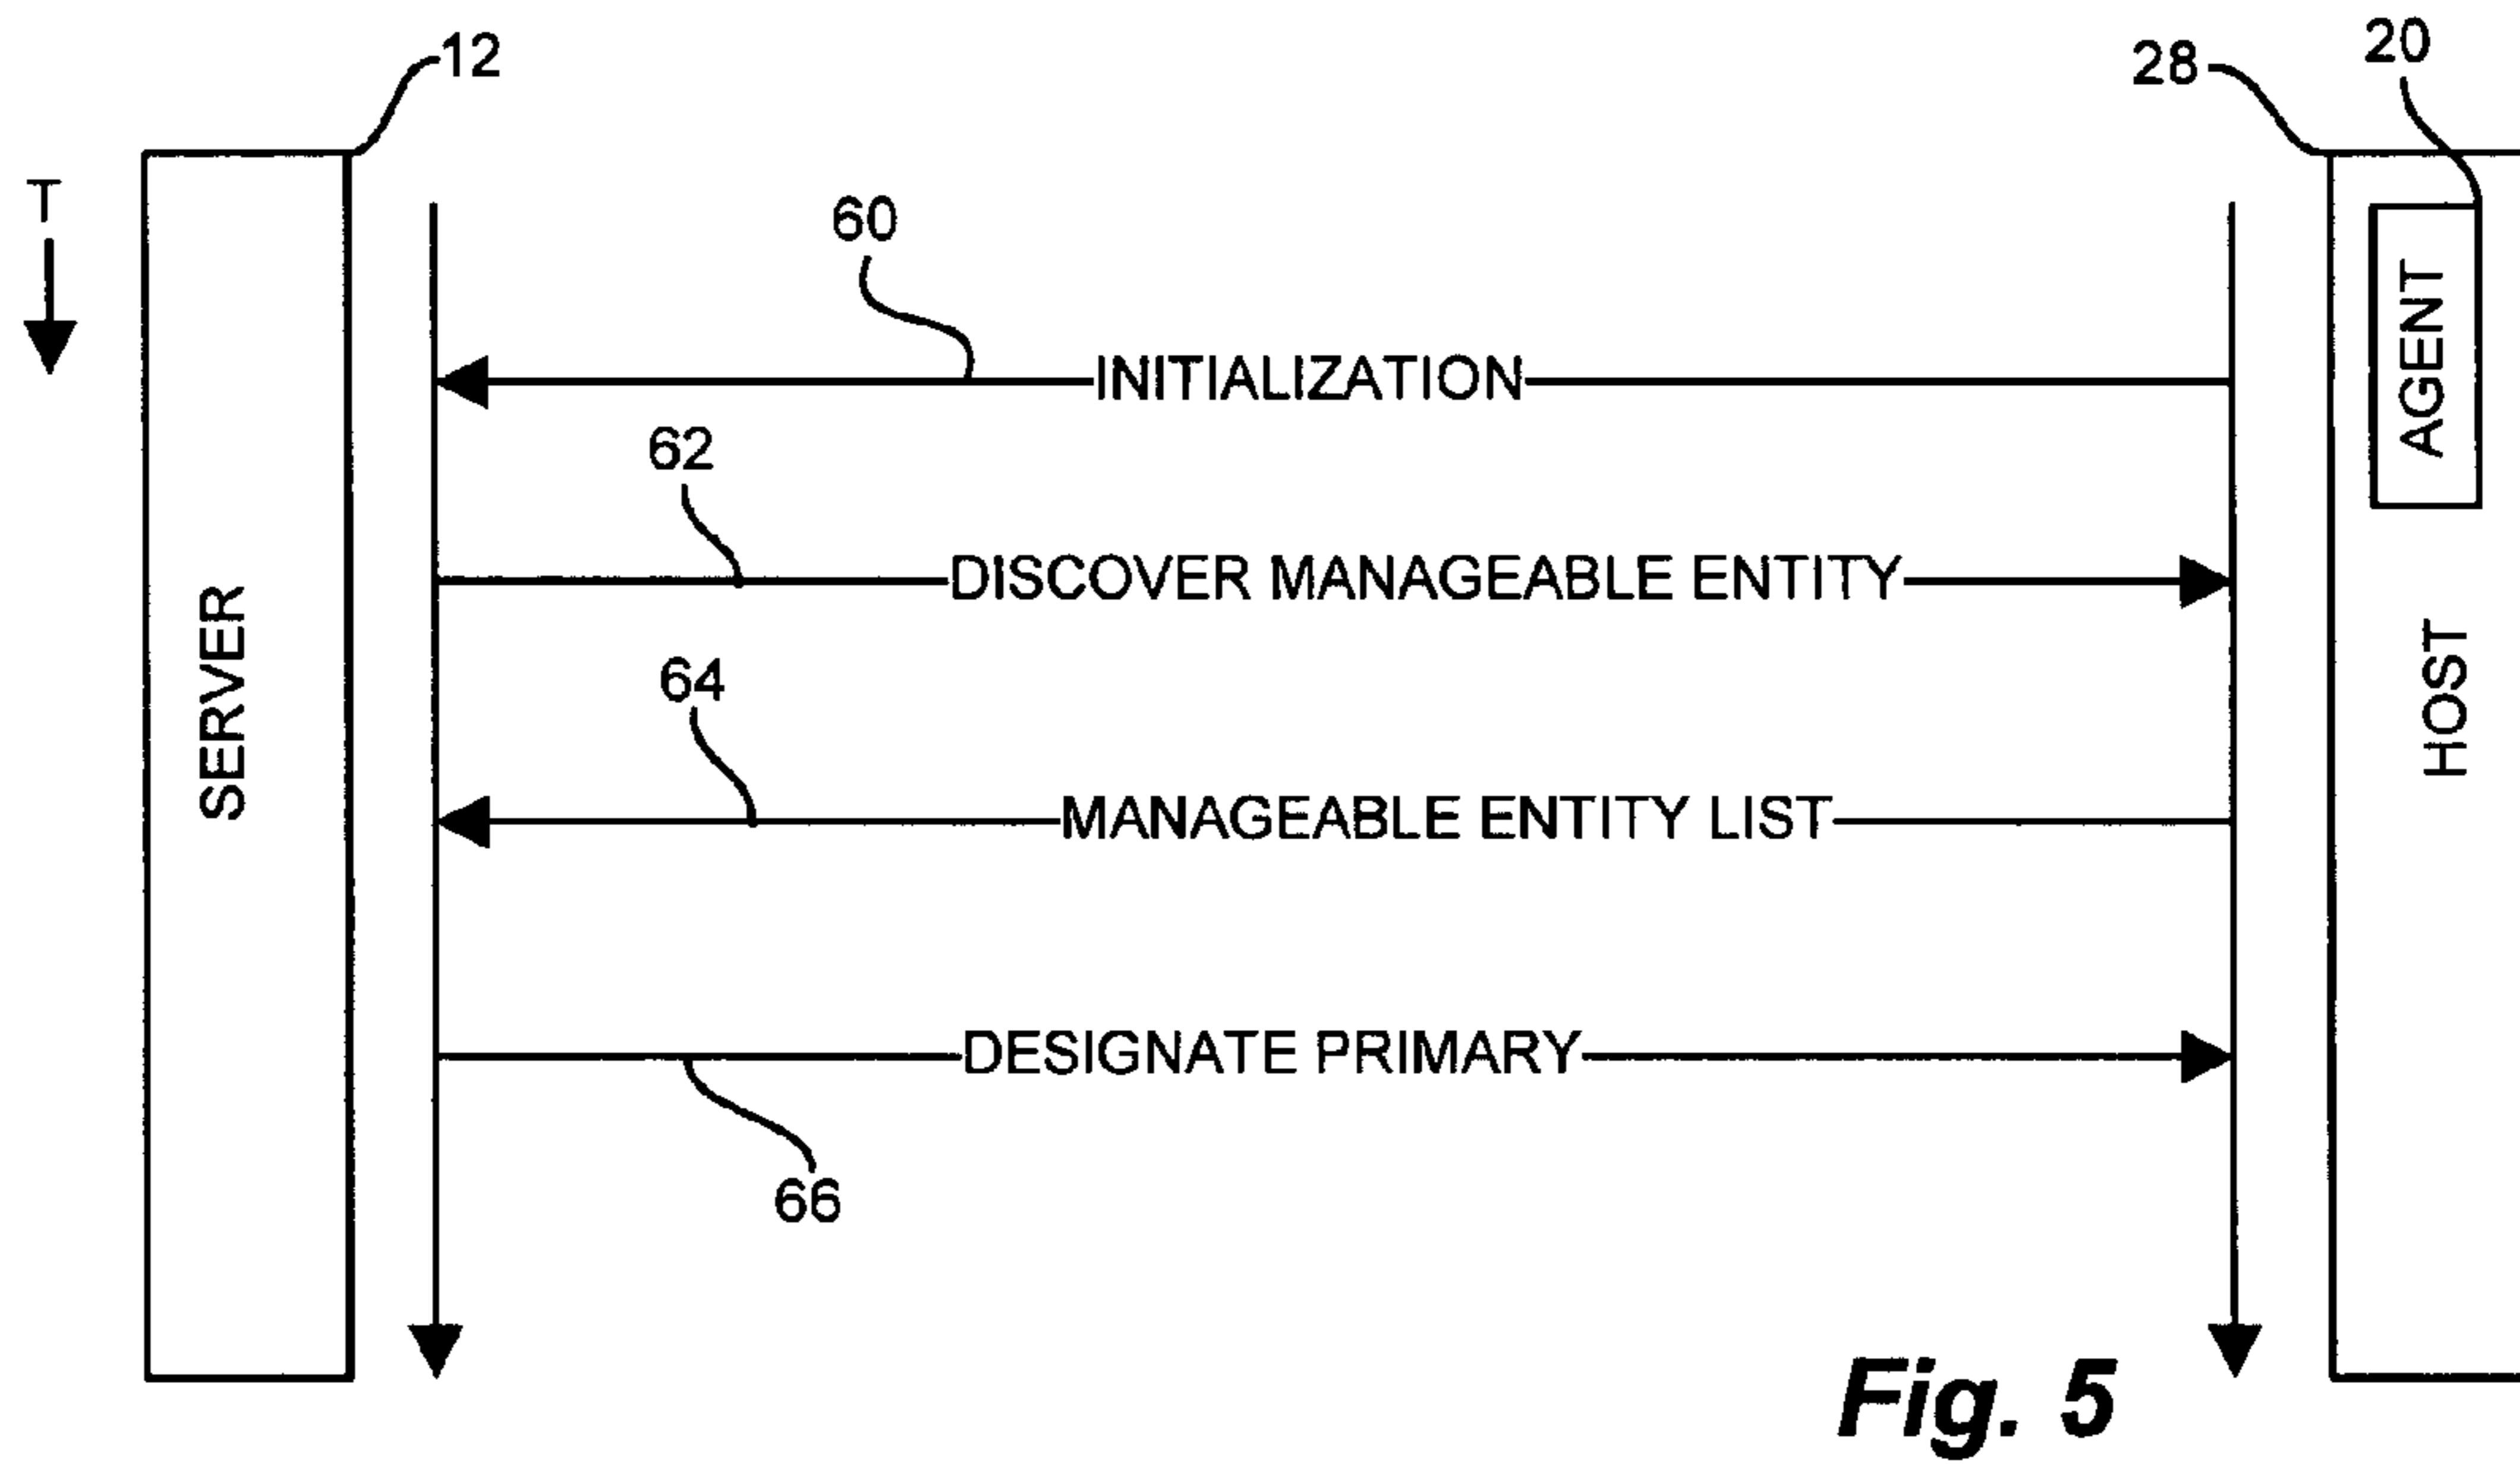 12
28
20
T
60
INITIALIZATION
AGENT
62
DISCOVER MANAGEABLE ENTITY
SERVER
HOST
64
MANAGEABLE ENTITY LIST
DESIGNATE PRIMARY
66
Fig. 5